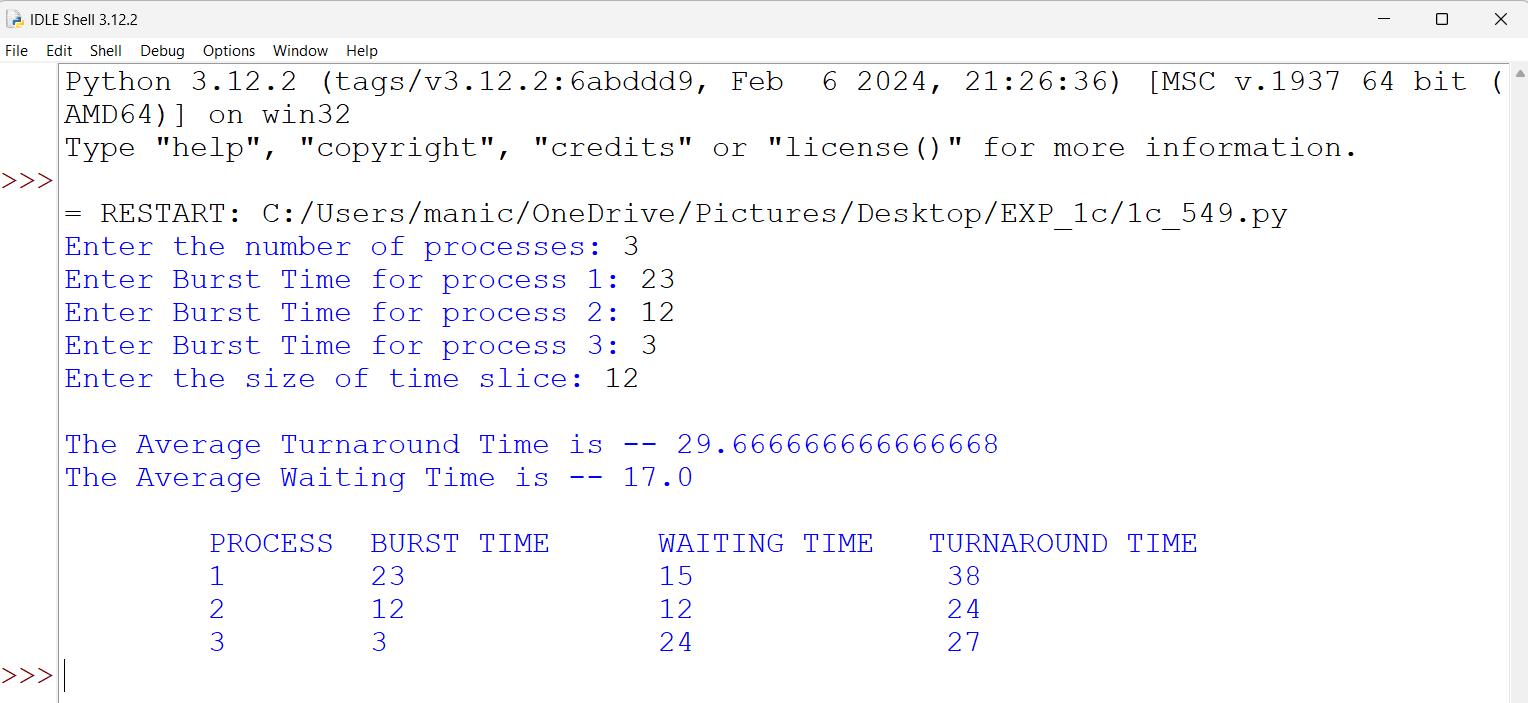 IDLE Shell 3.12.2
File Edit Shell Debug Options Window Help
Python 3.12.2 (tags/v3.12.2:6abddd9, Feb  6 2024, 21:26:36) [MSC v.1937 64 bit (
AMD64)] on win32
Type "help", "copyright", "credits" or "license()" for more information.
>>>
= RESTART: C:/Users/manic/OneDrive/Pictures/Desktop/EXP_1c/1c_549.py
Enter the number of processes: 3
Enter Burst Time for process 1: 23
Enter Burst Time for process 2: 12
Enter Burst Time for process 3: 3
Enter the size of time slice: 12
The Average Turnaround Time is -- 29.666666666666668
The Average Waiting Time is -- 17.0
PROCESS BURST TIME WAITING TIME TURNAROUND TIME
1 23 15 38
2 12 12 24
3 3 24 27
>>>